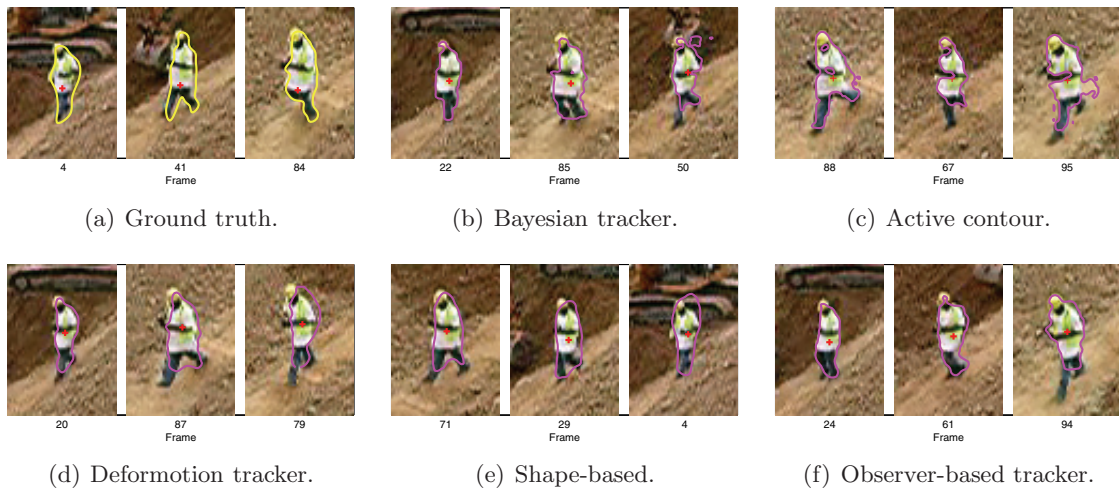 4 41 84
Frame
(a) Ground truth.
22 85 50
Frame
(b) Bayesian tracker.
88 67 95
Frame
(c) Active contour.
20 87 79
Frame
(d) Deformotion tracker.
71 29 4
Frame
(e) Shape-based.
24 61 94
Frame
(f) Observer-based tracker.